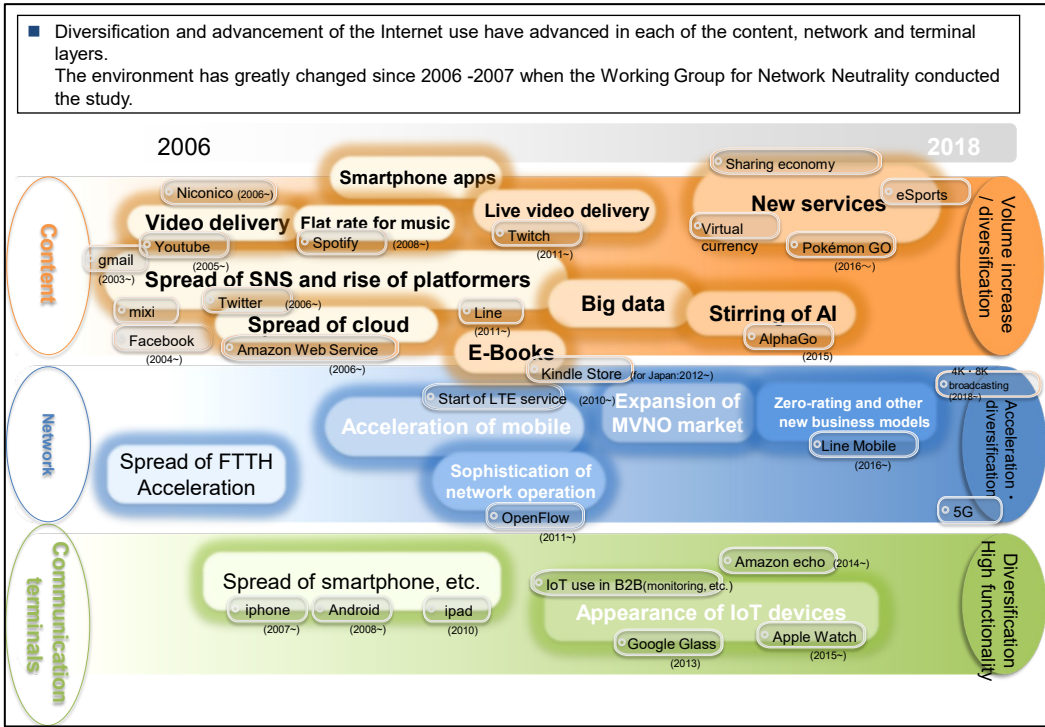 Diversification and advancement of the Internet use have advanced in each of the content, network and terminal
layers.
The environment has greatly changed since 2006 -2007 when the Working Group for Network Neutrality conducted
the study.
2006
2018
Content
Smartphone apps
Sharing economy
Niconico (2006~)
Video delivery
Flat rate for music
Live video delivery
New services
eSports
Youtube
(2005~)
Spotify
(2008~)
Twitch
(2011~)
Virtual
currency
Pokémon GO
(2016~)
gmail
(2003~)
Spread of SNS and rise of platformers
mixi
Twitter (2006~)
Line
(2011~)
Big data
Stirring of AI
AlphaGo
(2015)
Spread of cloud
Facebook
(2004~)
Amazon Web Service
(2006~)
E-Books
Kindle Store (for Japan:2012~)
Volume increase
/ diversification
Network
Start of LTE service (2010~)
Acceleration of mobile
Expansion of
MVNO market
Zero-rating and other
new business models
Line Mobile
(2016~)
4K・8K
broadcasting
(2018~)
Spread of FTTH
Acceleration
Sophistication of
network operation
OpenFlow
(2011~)
5G
Acceleration・
diversification
Communication
terminals
Spread of smartphone, etc.
iphone
(2007~)
Android
(2008~)
ipad
(2010)
Amazon echo (2014~)
IoT use in B2B(monitoring, etc.)
Appearance of IoT devices
Google Glass
(2013)
Apple Watch
(2015~)
Diversification
High functionality